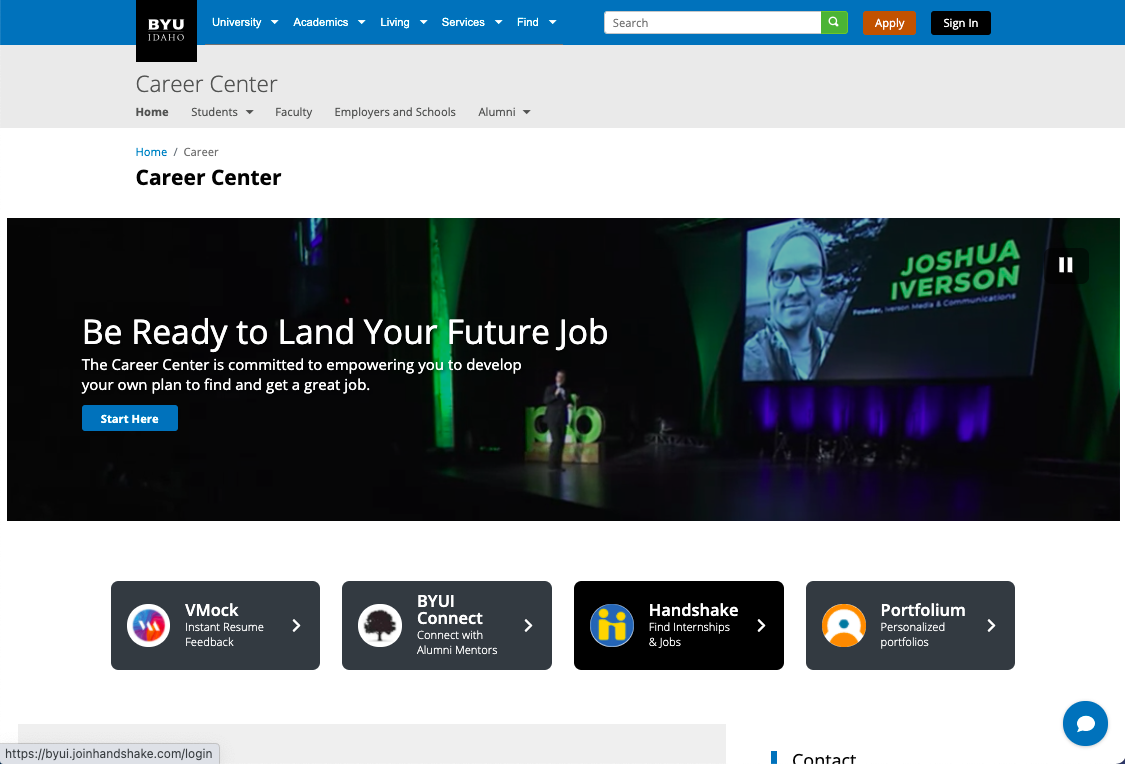 BYU
IDAHO
University
Academics
Living
Services
Find
Search
Apply
Sign In
Career Center
Home
Students
Faculty
Employers and Schools
Alumni
Home / Career
Career Center
JOSHUA
IVERSON
Founder, Iverson Media & Communications
Be Ready to Land Your Future Job
The Career Center is committed to empowering you to develop
your own plan to find and get a great job.
Start Here
VMock
Instant Resume
Feedback
BYUI
Connect
Connect with
Alumni Mentors
Handshake
Find Internships
& Jobs
Portfolium
Personalized
portfolios
https://byui.joinhandshake.com/login
Contact